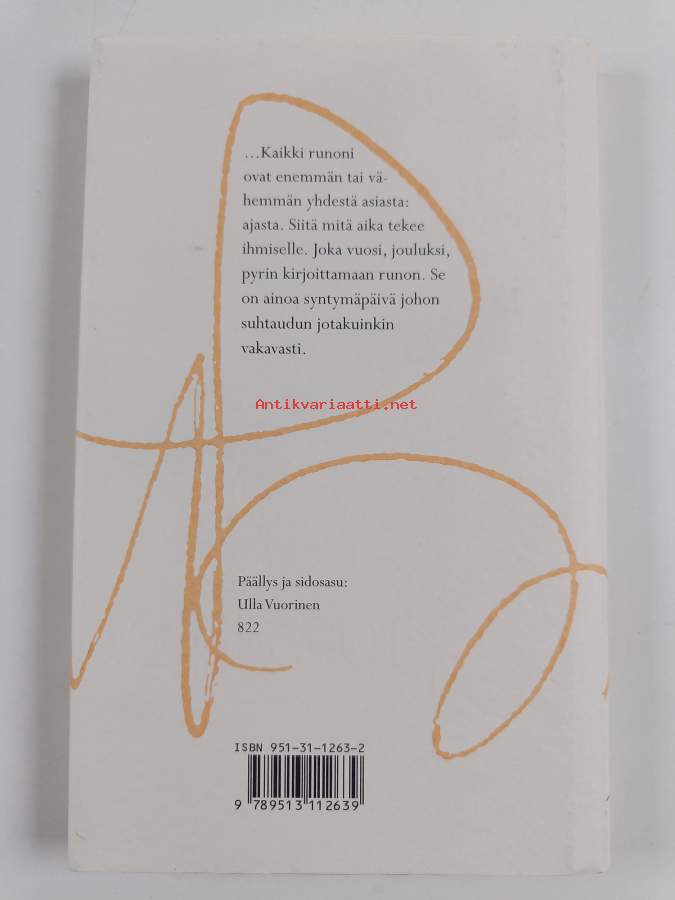 ...Kaikki runoni
ovat enemmän tai vä-
hemmän yhdestä asiasta:
ajasta. Siitä mitä aika tekee
ihmiselle. Joka vuosi, jouluksi,
pyrin kirjoittamaan runon. Se
on ainoa syntymäpäivä johon
suhtaudun jotakuinkin
vakavasti.
Antikvariaatti.net
Päällys ja sidosasu:
Ulla Vuorinen
822
ISBN 951-31-1263-2
9 789513 112639